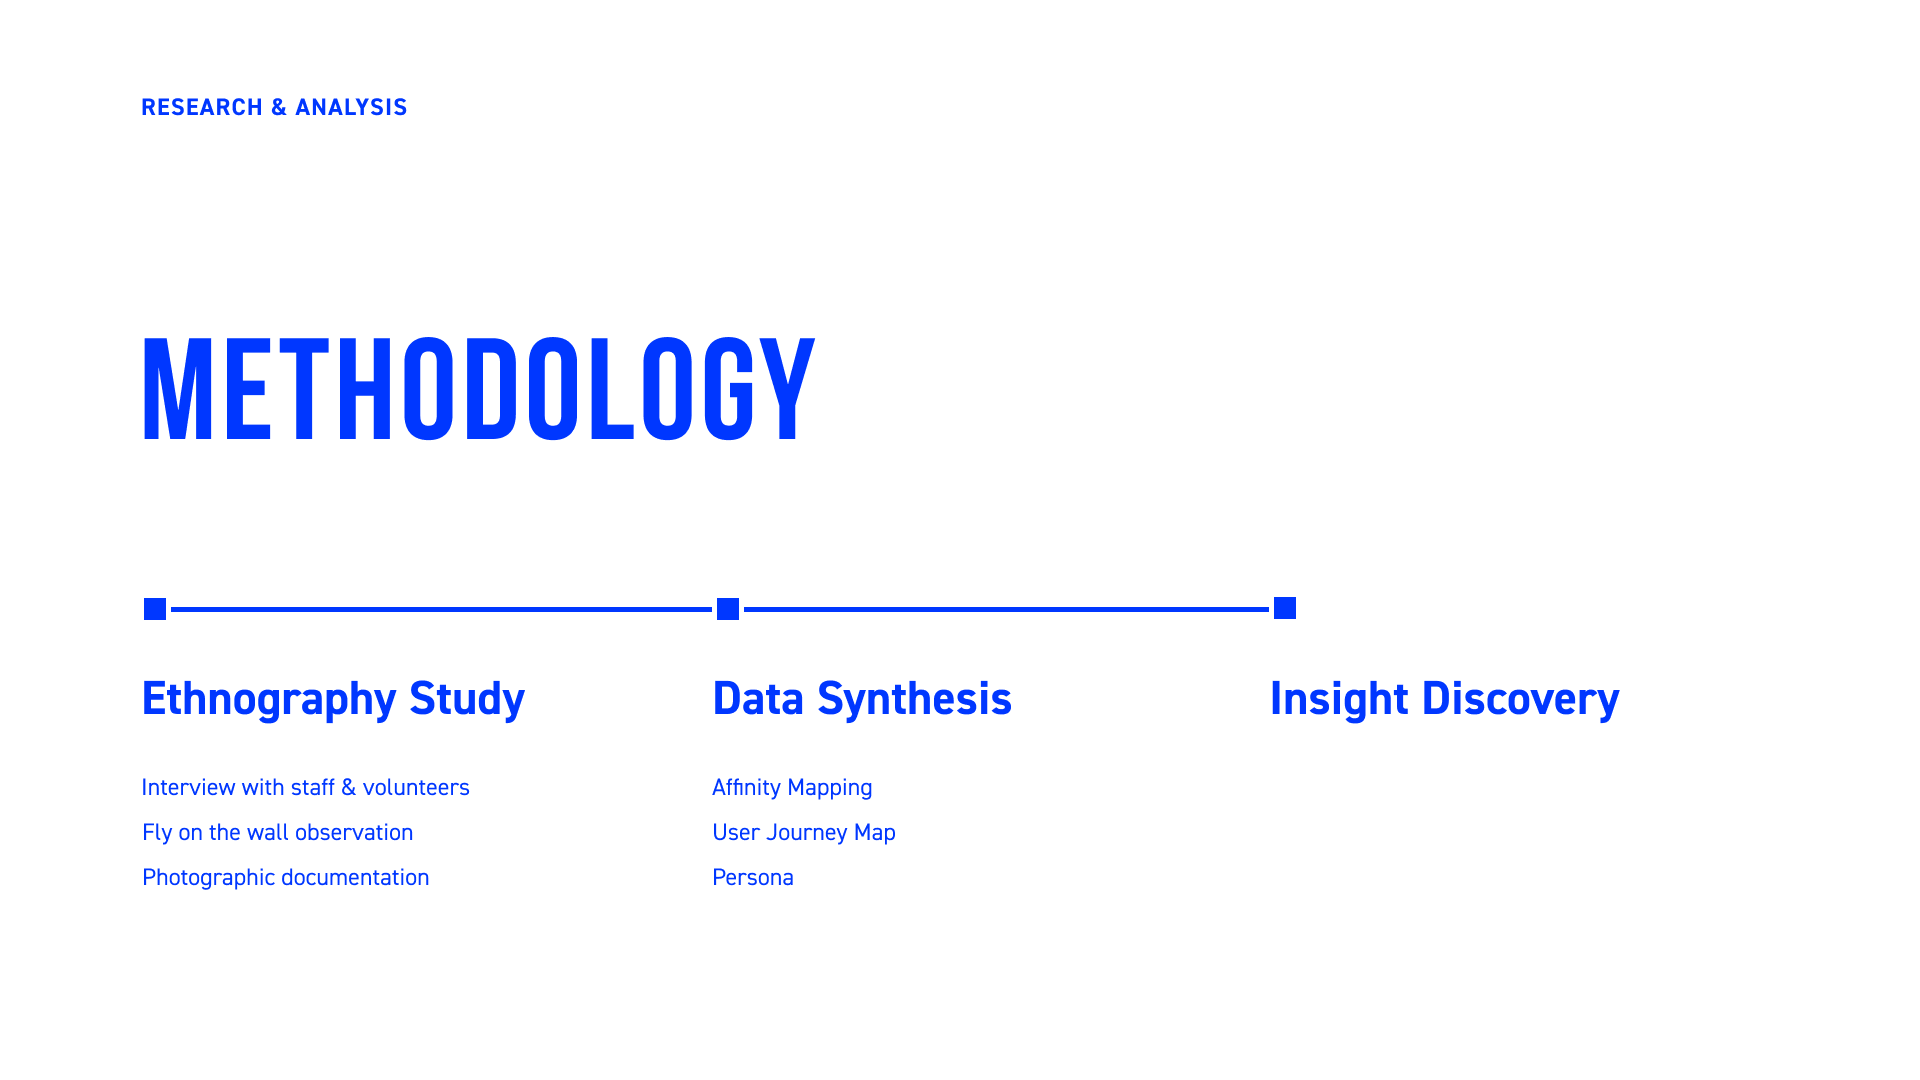 RESEARCH & ANALYSIS
METHODOLOGY
Ethnography Study
Interview with staff & volunteers
Fly on the wall observation
Photographic documentation
Data Synthesis
Affinity Mapping
User Journey Map
Persona
Insight Discovery